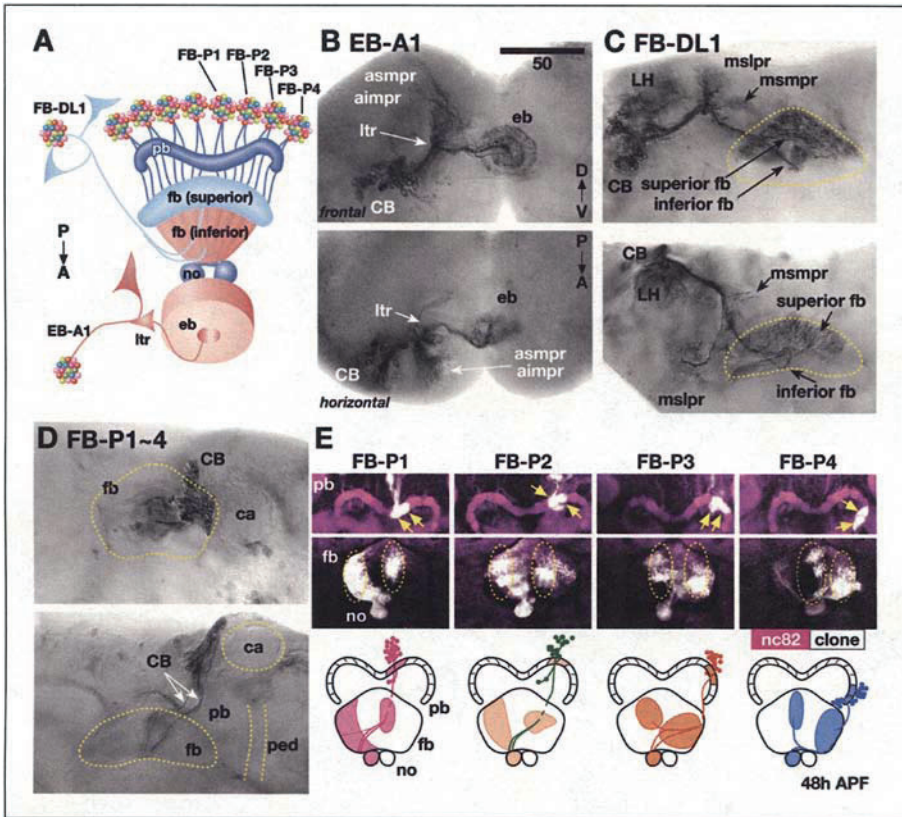 A
FB-P1
FB-P2
FB-P3
FB-P4
FB-DL1
pb
fb (superior)
fb (inferior)
P
A
no
eb
EB-A1
ltr
B EB-A1
50
asmpr
aimpr
ltr
eb
D
V
CB
frontal
P
A
eb
ltr
asmpr
aimpr
CB
horizontal
C FB-DL1
mslpr
LH
msmpr
CB
superior fb
inferior fb
CB
LH
msmpr
superior fb
mslpr
inferior fb
D FB-P1~4
CB
fb
ca
CB
ca
pb
fb
ped
E
FB-P1
FB-P2
FB-P3
FB-P4
pb
fb
no
nc82 clone
pb
fb
no
pb
fb
no
48h APF